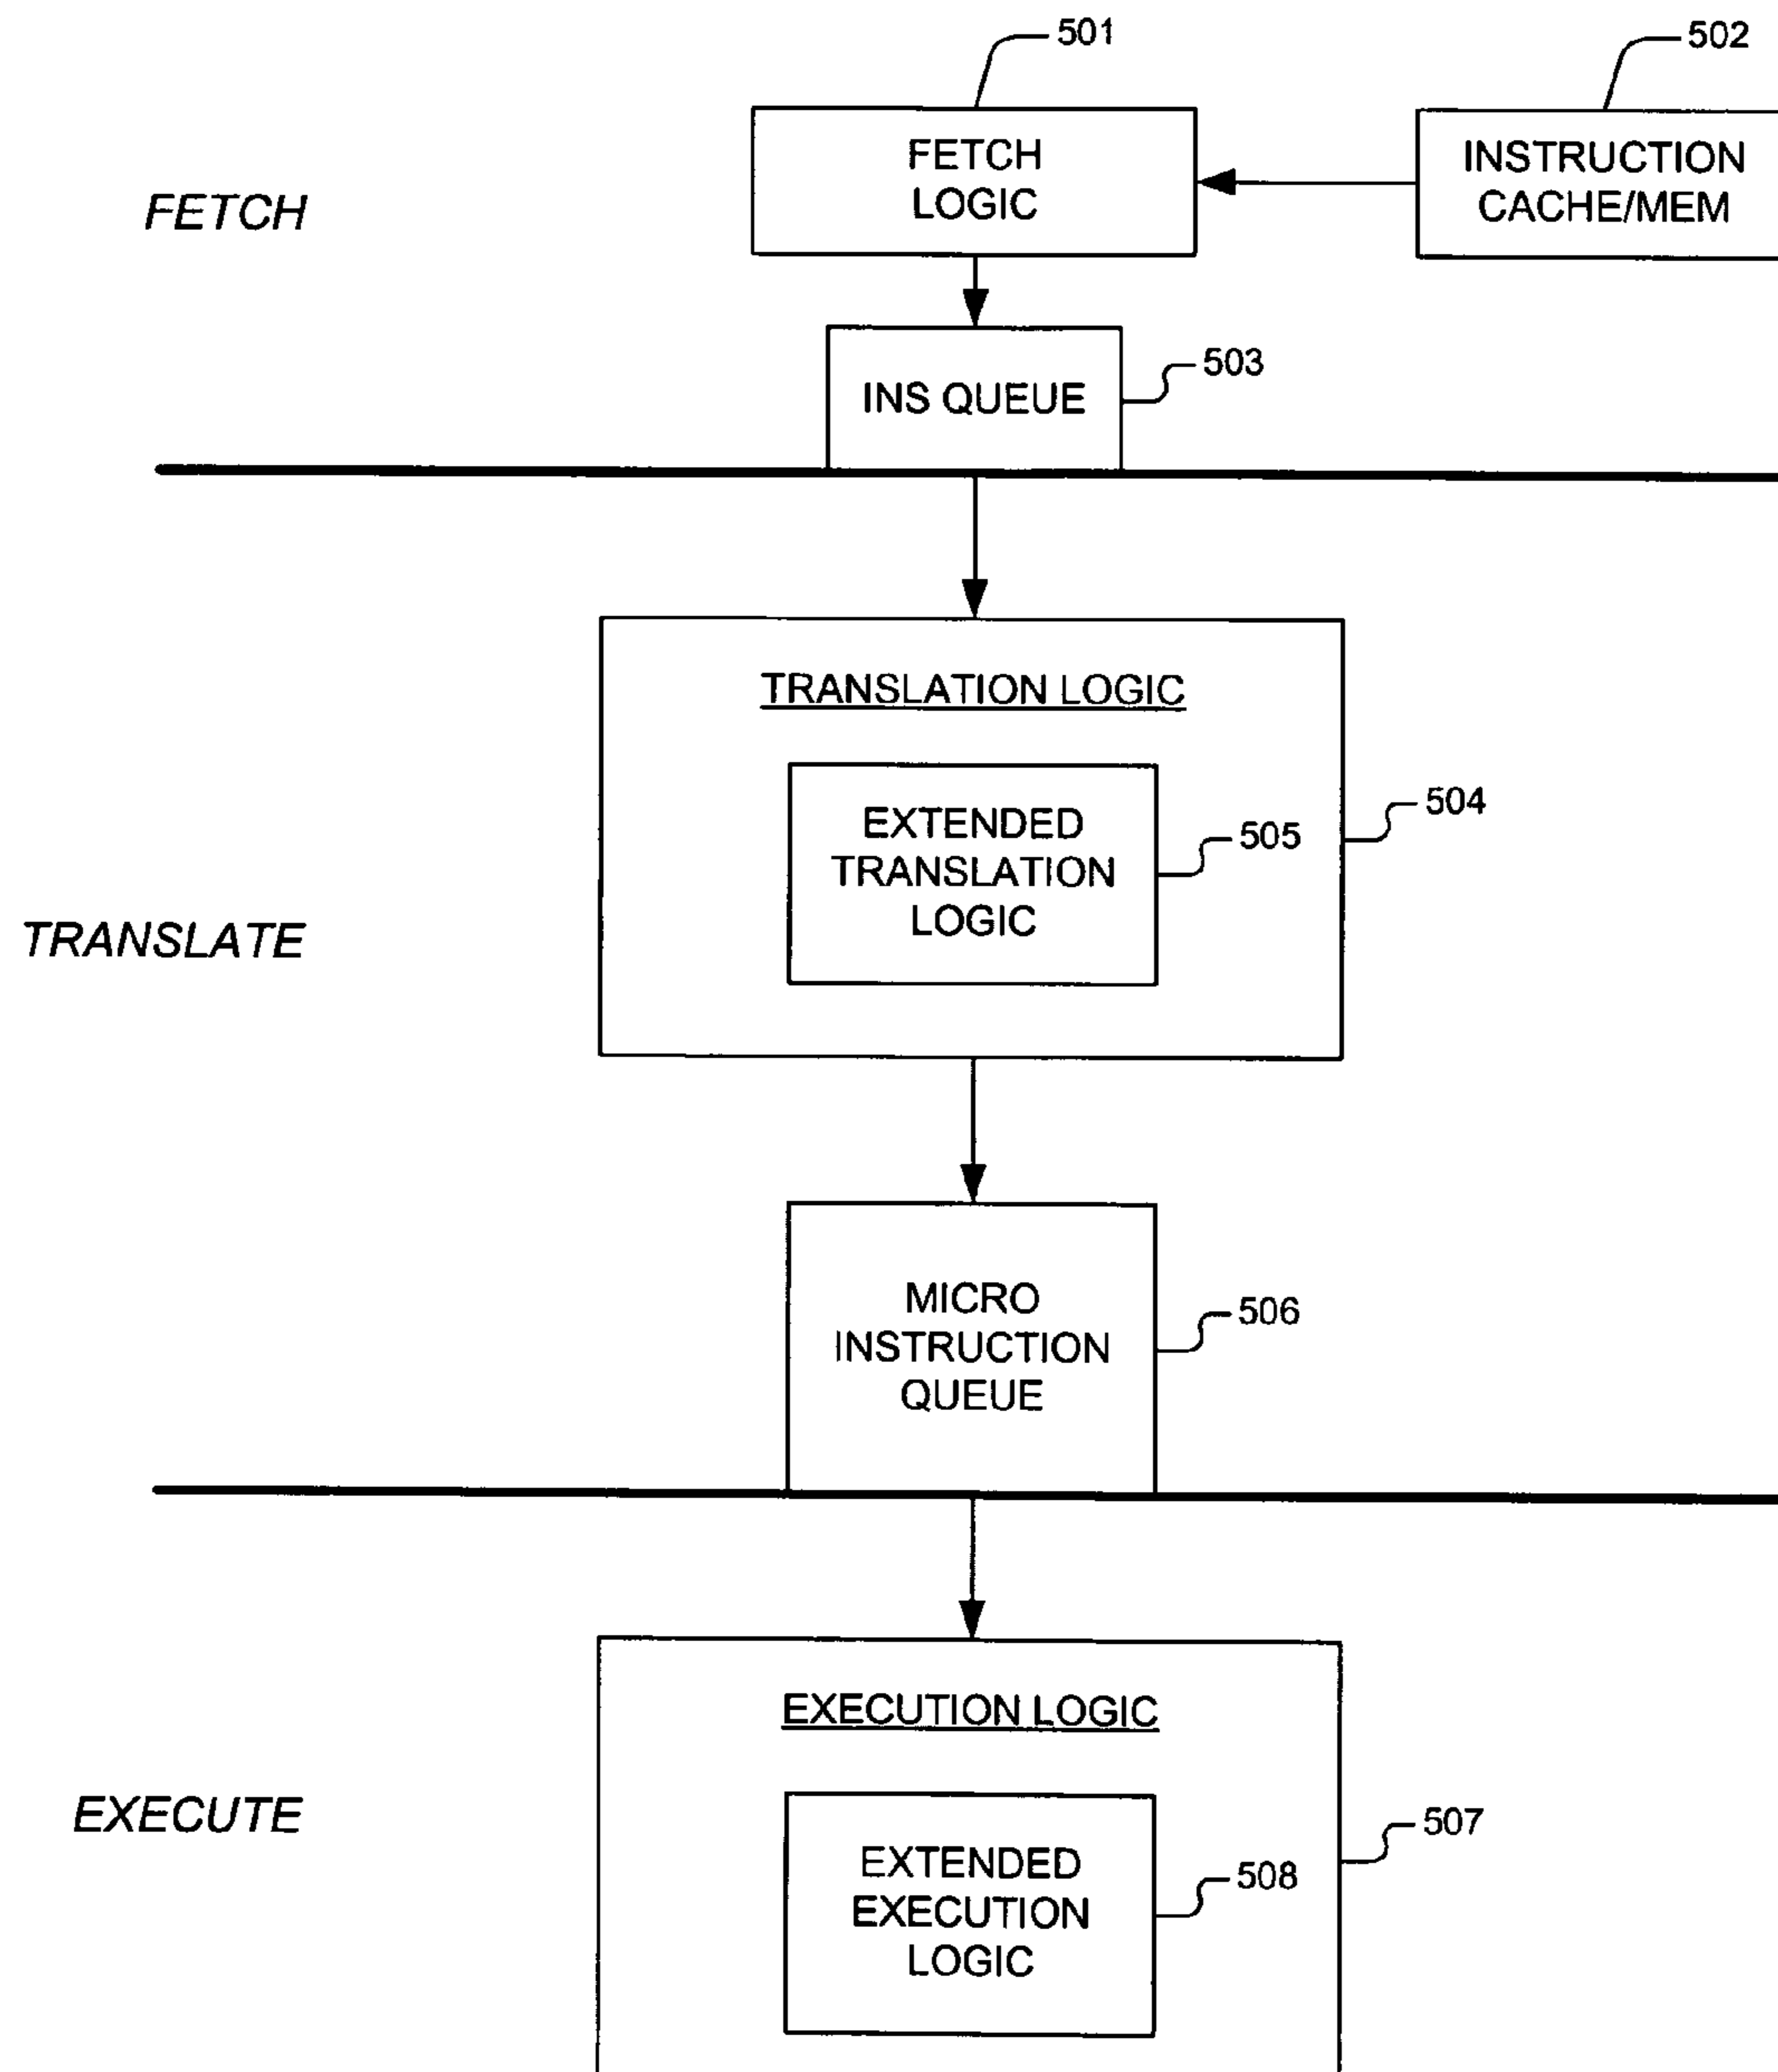 501
502
FETCH
LOGIC
INSTRUCTION
CACHE/MEM
FETCH
INS QUEUE
503
TRANSLATION LOGIC
EXTENDED
TRANSLATION
LOGIC
505
504
TRANSLATE
MICRO
INSTRUCTION
QUEUE
506
EXECUTION LOGIC
EXECUTE
EXTENDED
EXECUTION
LOGIC
508
507